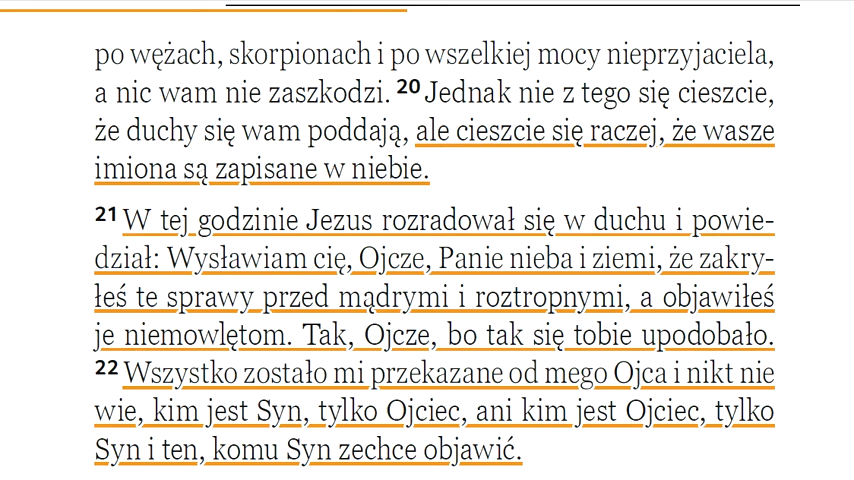 po wężach, skorpionach i po wszelkiej mocy nieprzyjaciela,
a nic wam nie zaszkodzi. 20 Jednak nie z tego się cieszcie,
że duchy się wam poddają, ale cieszcie się raczej, że wasze
imiona są zapisane w niebie.
21 W tej godzinie Jezus rozradował się w duchu i powie-
dział: Wysławiam cię, Ojcze, Panie nieba i ziemi, że zakry-
łeś te sprawy przed mądrymi i roztropnymi, a objawiłeś
je niemowlętom. Tak, Ojcze, bo tak się tobie upodobało.
22 Wszystko zostało mi przekazane od mego Ojca i nikt nie
wie, kim jest Syn, tylko Ojciec, ani kim jest Ojciec, tylko
Syn i ten, komu Syn zechce objawić.